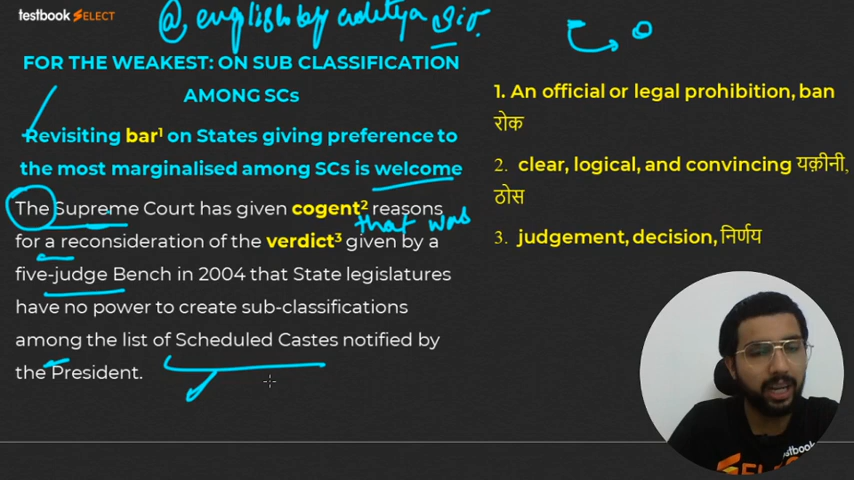 testbook SELECT
@englishbyadityasir
FOR THE WEAKEST: ON SUB CLASSIFICATION
AMONG SCs
Revisiting bar¹ on States giving preference to
the most marginalised among SCs is welcome
The Supreme Court has given cogent² reasons
that was
for a reconsideration of the verdict³ given by a
five-judge Bench in 2004 that State legislatures
have no power to create sub-classifications
among the list of Scheduled Castes notified by
the President.
1. An official or legal prohibition, ban
रोक
2. clear, logical, and convincing यक़ीनी,
ठोस
3. judgement, decision, निर्णय
testbook
SELECT